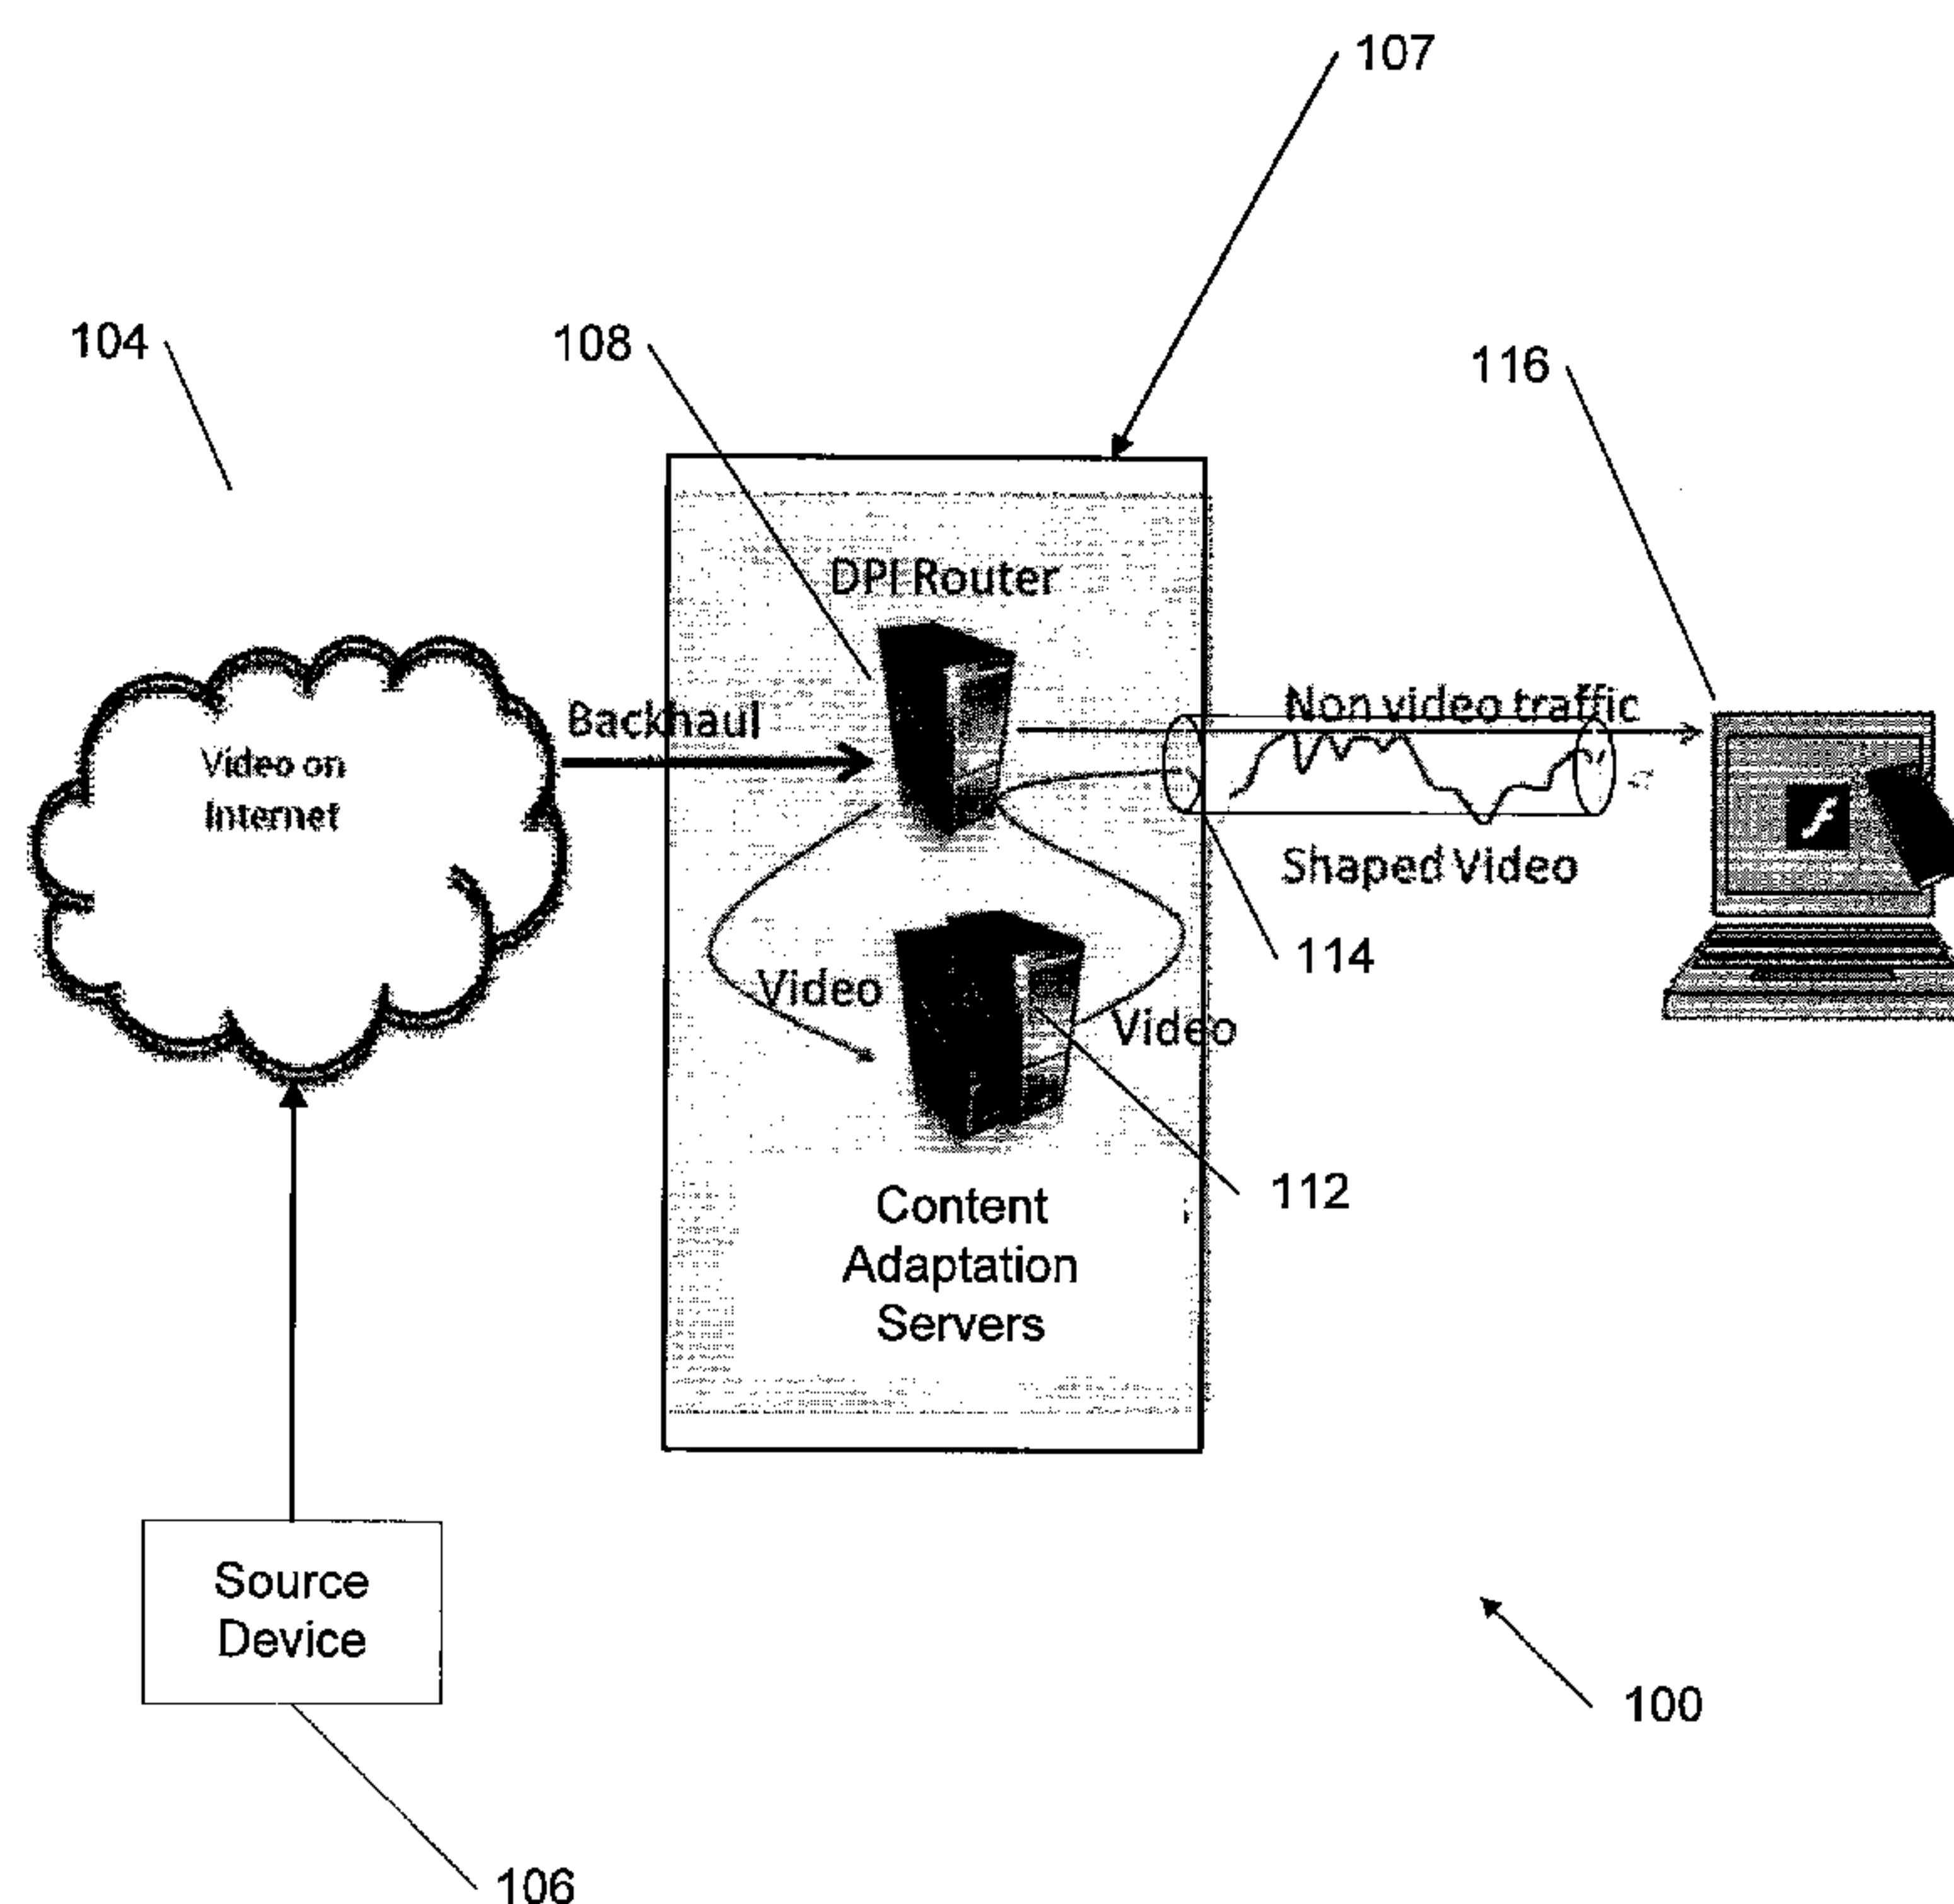 107
104
108
116
DPI Router
Backhaul
Non video traffic
Video on
Internet
Shaped Video
114
Video
Video
112
Content
Adaptation
Servers
Source
Device
100
106